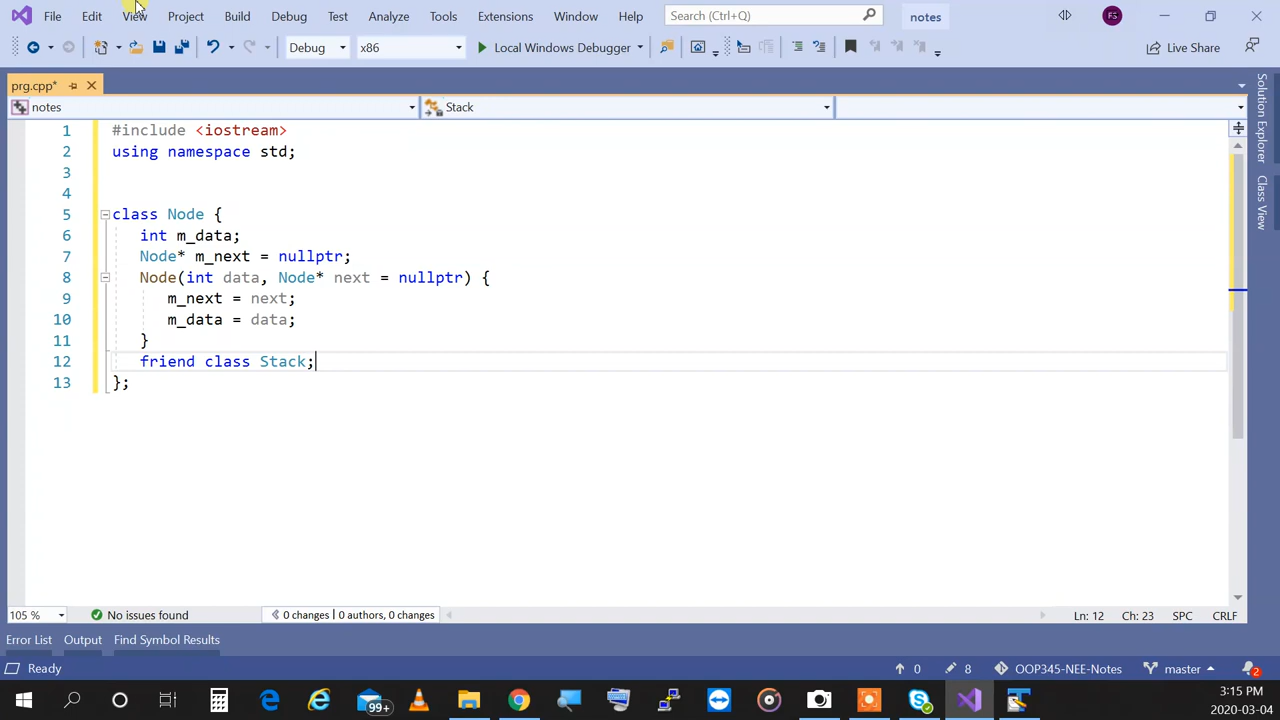 File Edit View Project Build Debug Test Analyze Tools Extensions Window Help Search (Ctrl+Q) notes FS
Debug x86 Local Windows Debugger Live Share
prg.cpp*
notes Stack
1 #include <iostream>
2 using namespace std;
3
4
5 class Node {
6 int m_data;
7 Node* m_next = nullptr;
8 Node(int data, Node* next = nullptr) {
9 m_next = next;
10 m_data = data;
11 }
12 friend class Stack;
13 };
Solution Explorer
Class View
105 % No issues found 0 changes | 0 authors, 0 changes Ln: 12 Ch: 23 SPC CRLF
Error List Output Find Symbol Results
Ready 0 8 OOP345-NEE-Notes master 2
99+
3:15 PM
2020-03-04